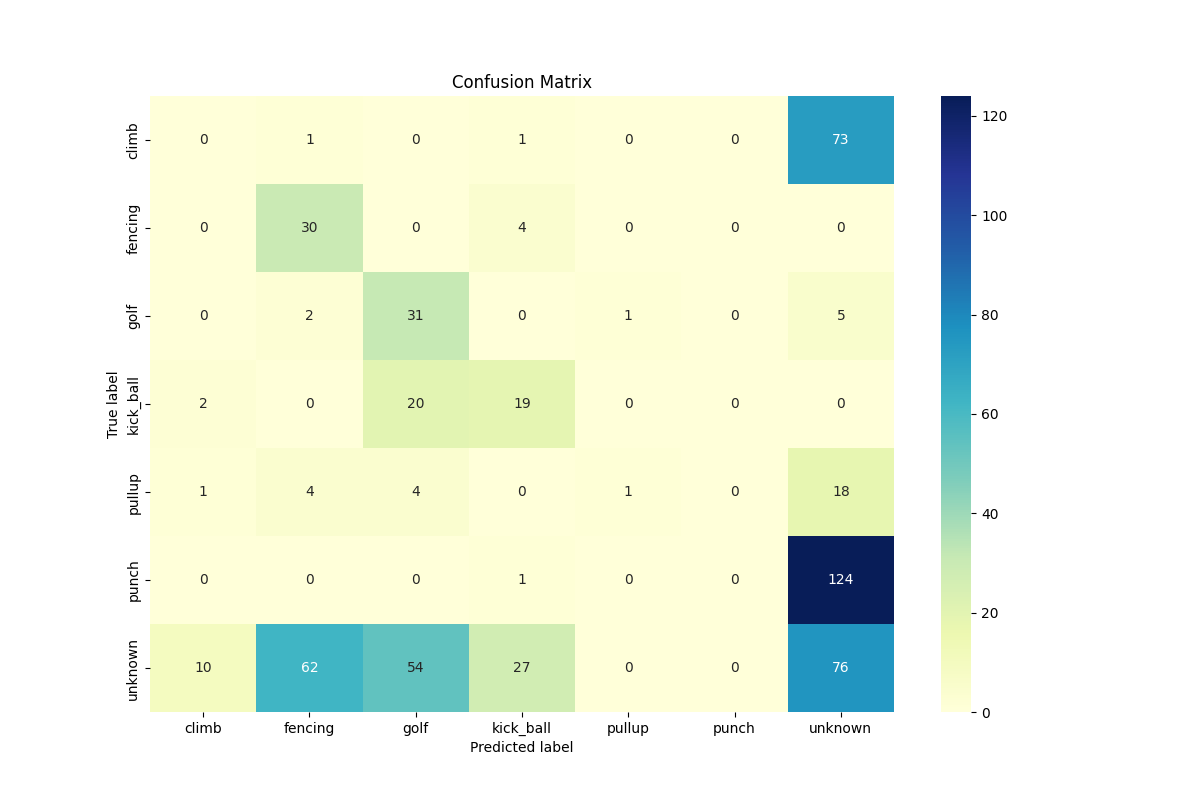 Confusion Matrix
climb 0 1 0 1 0 0 73
fencing 0 30 0 4 0 0 0
golf 0 2 31 0 1 0 5
kick_ball 2 0 20 19 0 0 0
pullup 1 4 4 0 1 0 18
punch 0 0 0 1 0 0 124
unknown 10 62 54 27 0 0 76
True label
climb fencing golf kick_ball pullup punch unknown
Predicted label
120
100
80
60
40
20
0